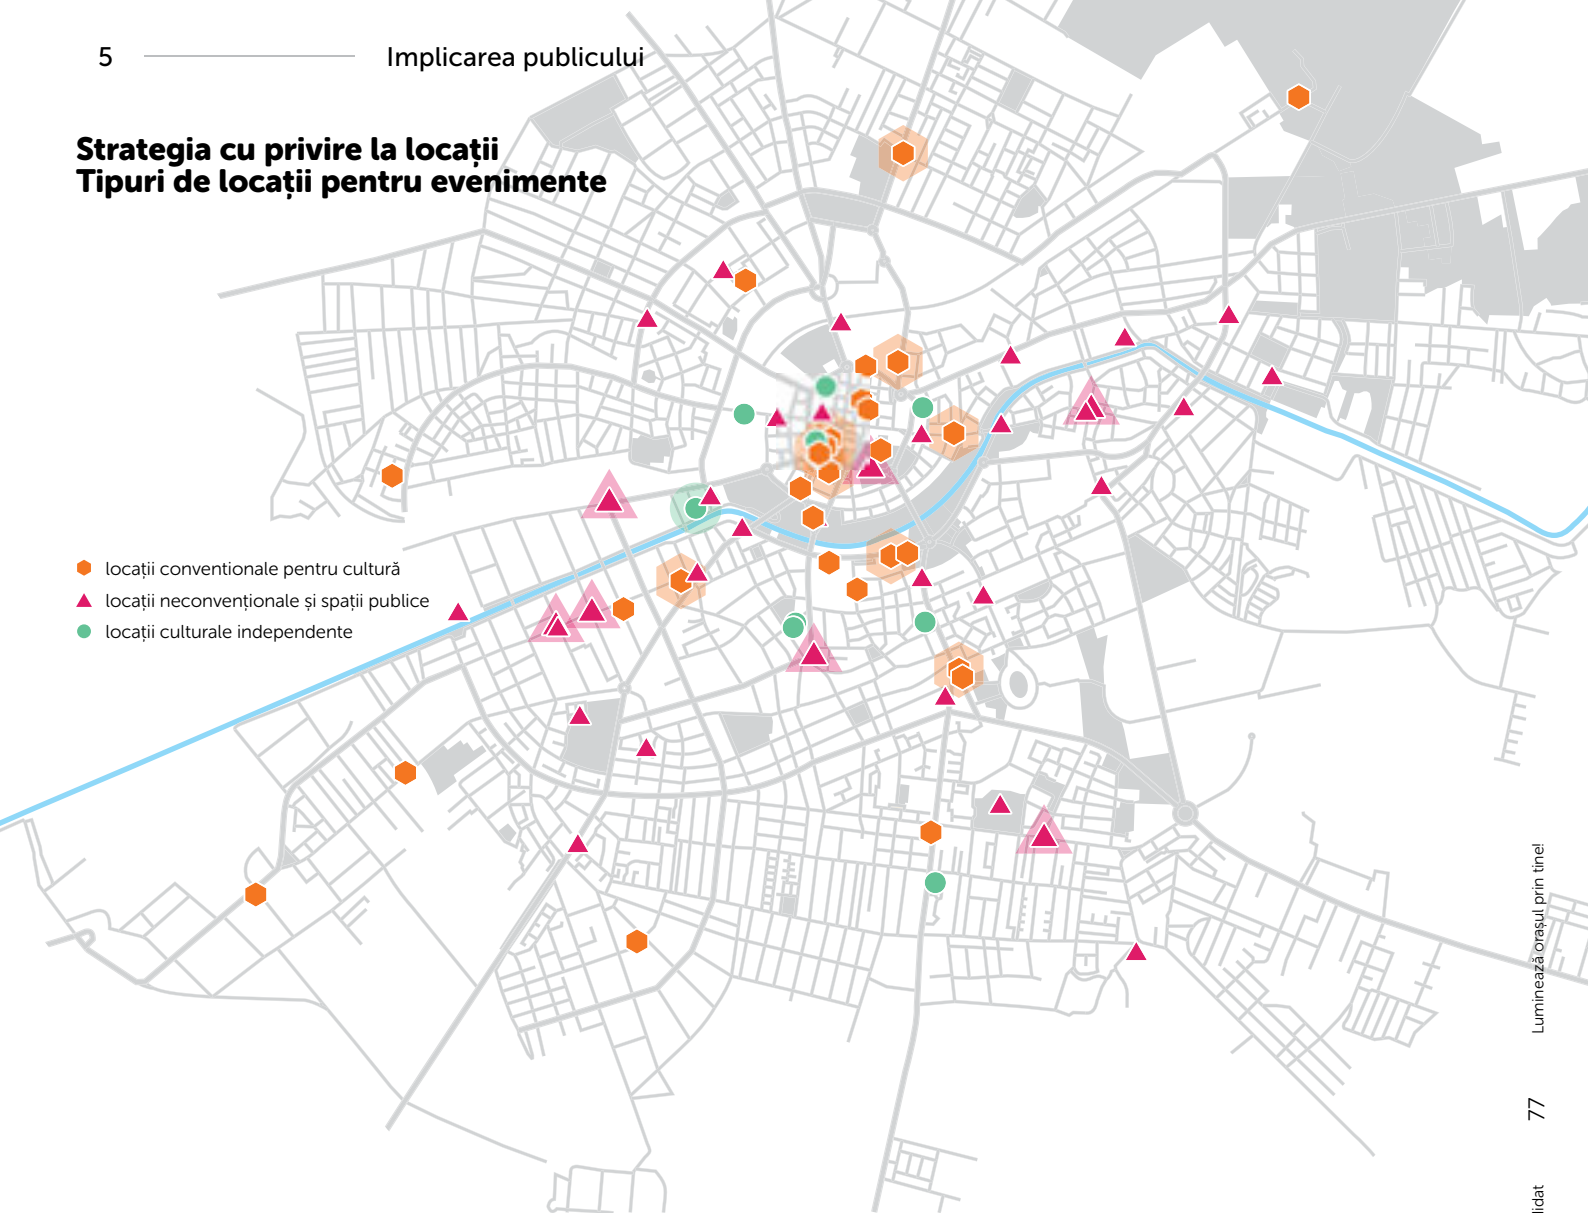 5 Implicarea publicului
Strategia cu privire la locații
Tipuri de locații pentru evenimente
locații conventionale pentru cultură
locații neconvenționale și spații publice
locații culturale independente
Luminează orașul prin tine!
77